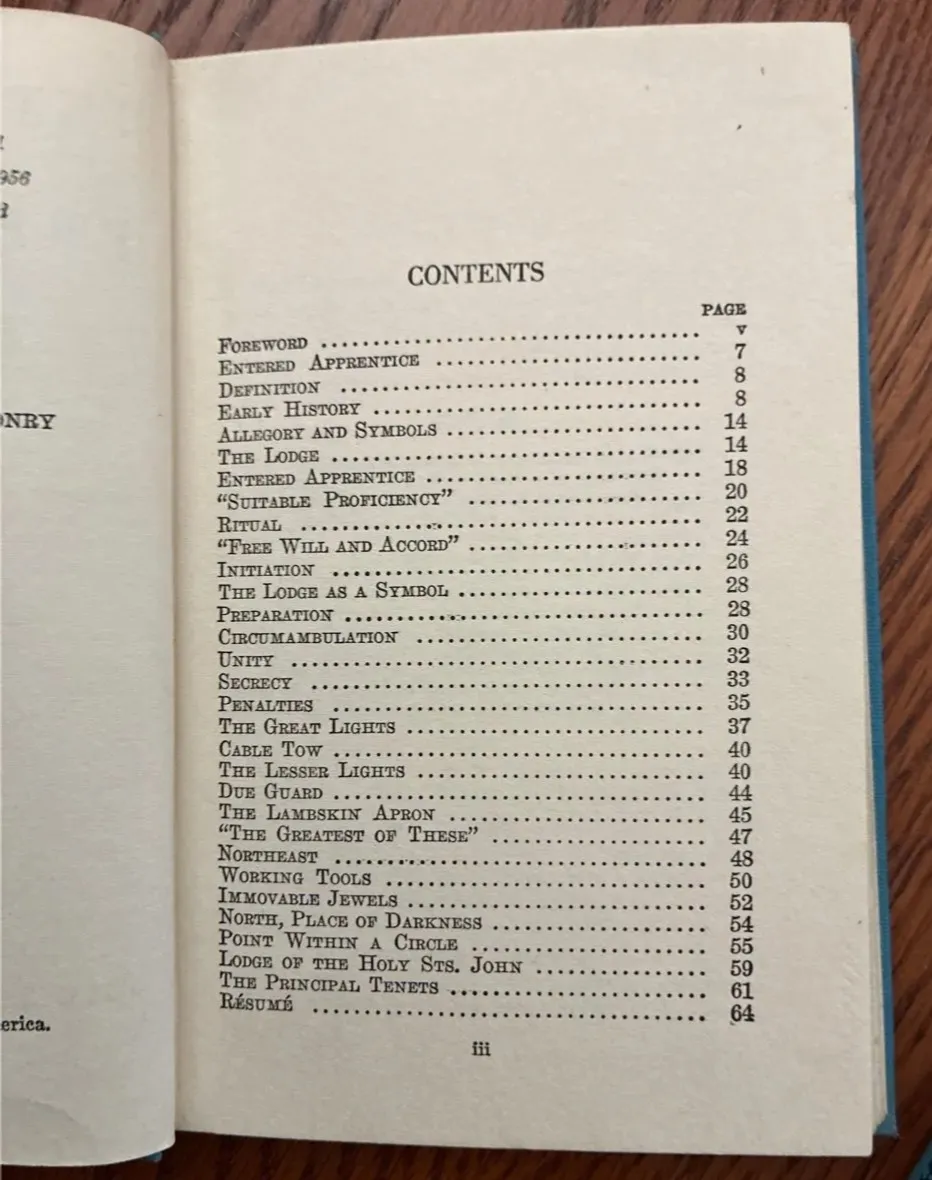 956
ONRY
erica.
CONTENTS
PAGE
FOREWORD ........................................ v
ENTERED APPRENTICE ............................ 7
DEFINITION ..................................... 8
EARLY HISTORY .................................. 8
ALLEGORY AND SYMBOLS ........................... 14
THE LODGE ...................................... 14
ENTERED APPRENTICE ............................. 18
“SUITABLE PROFICIENCY” ......................... 20
RITUAL ......................................... 22
“FREE WILL AND ACCORD” ......................... 24
INITIATION ..................................... 26
THE LODGE AS A SYMBOL .......................... 28
PREPARATION .................................... 28
CIRCUMAMBULATION ............................... 30
UNITY .......................................... 32
SECRECY ........................................ 33
PENALTIES ...................................... 35
THE GREAT LIGHTS ............................... 37
CABLE TOW ...................................... 40
THE LESSER LIGHTS .............................. 40
DUE GUARD ...................................... 44
THE LAMBSKIN APRON ............................. 45
“THE GREATEST OF THESE” ........................ 47
NORTHEAST ...................................... 48
WORKING TOOLS .................................. 50
IMMOVABLE JEWELS ............................... 52
NORTH, PLACE OF DARKNESS ....................... 54
POINT WITHIN A CIRCLE .......................... 55
LODGE OF THE HOLY STS. JOHN .................... 59
THE PRINCIPAL TENETS ........................... 61
RÉSUMÉ ......................................... 64
iii